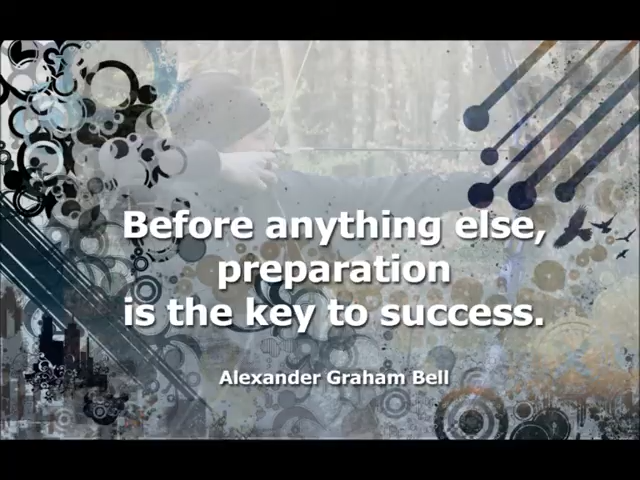 Before anything else,
preparation
is the key to success.
Alexander Graham Bell